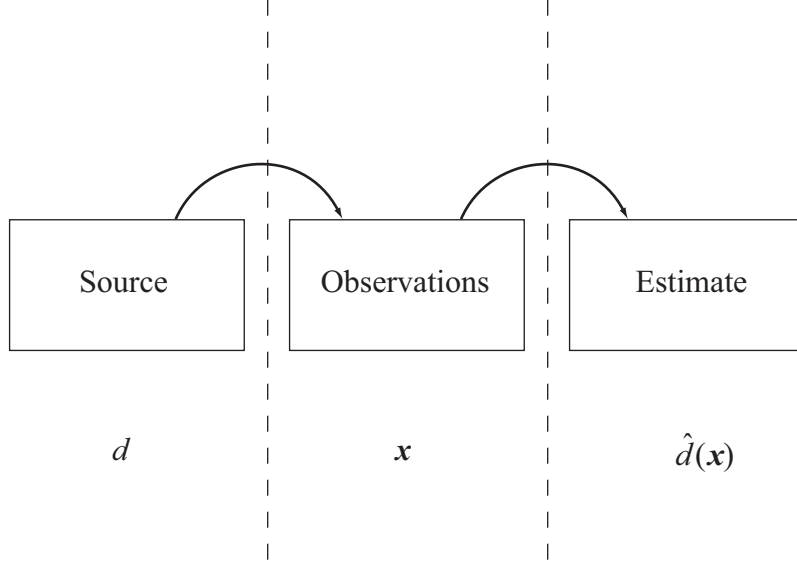 Source
Observations
Estimate
d
x
d̂(x)